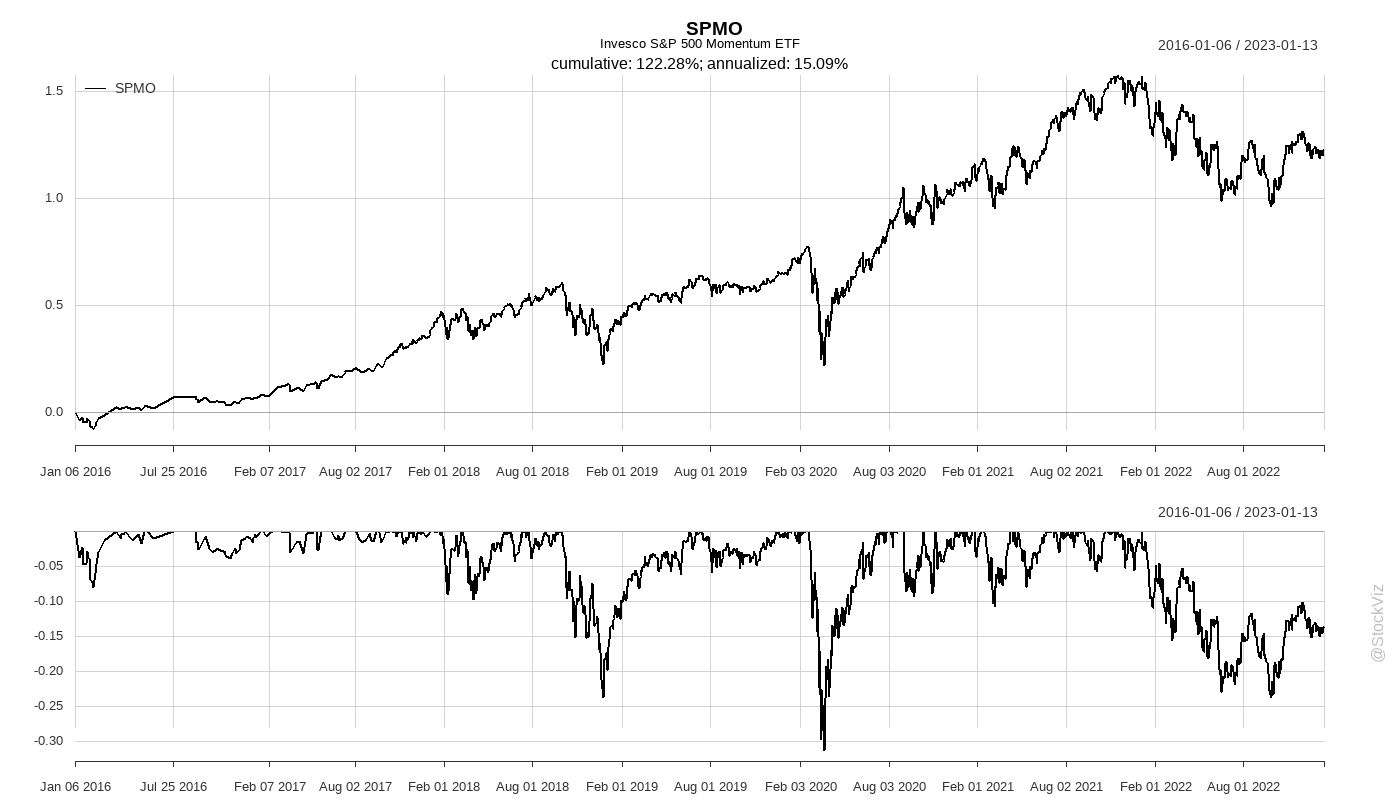 SPMO
Invesco S&P 500 Momentum ETF
cumulative: 122.28%; annualized: 15.09%
2016-01-06 / 2023-01-13
SPMO
1.5
1.0
0.5
0.0
Jan 06 2016 Jul 25 2016 Feb 07 2017 Aug 02 2017 Feb 01 2018 Aug 01 2018 Feb 01 2019 Aug 01 2019 Feb 03 2020 Aug 03 2020 Feb 01 2021 Aug 02 2021 Feb 01 2022 Aug 01 2022
2016-01-06 / 2023-01-13
-0.05
-0.10
-0.15
-0.20
-0.25
-0.30
Jan 06 2016 Jul 25 2016 Feb 07 2017 Aug 02 2017 Feb 01 2018 Aug 01 2018 Feb 01 2019 Aug 01 2019 Feb 03 2020 Aug 03 2020 Feb 01 2021 Aug 02 2021 Feb 01 2022 Aug 01 2022
@StockViz